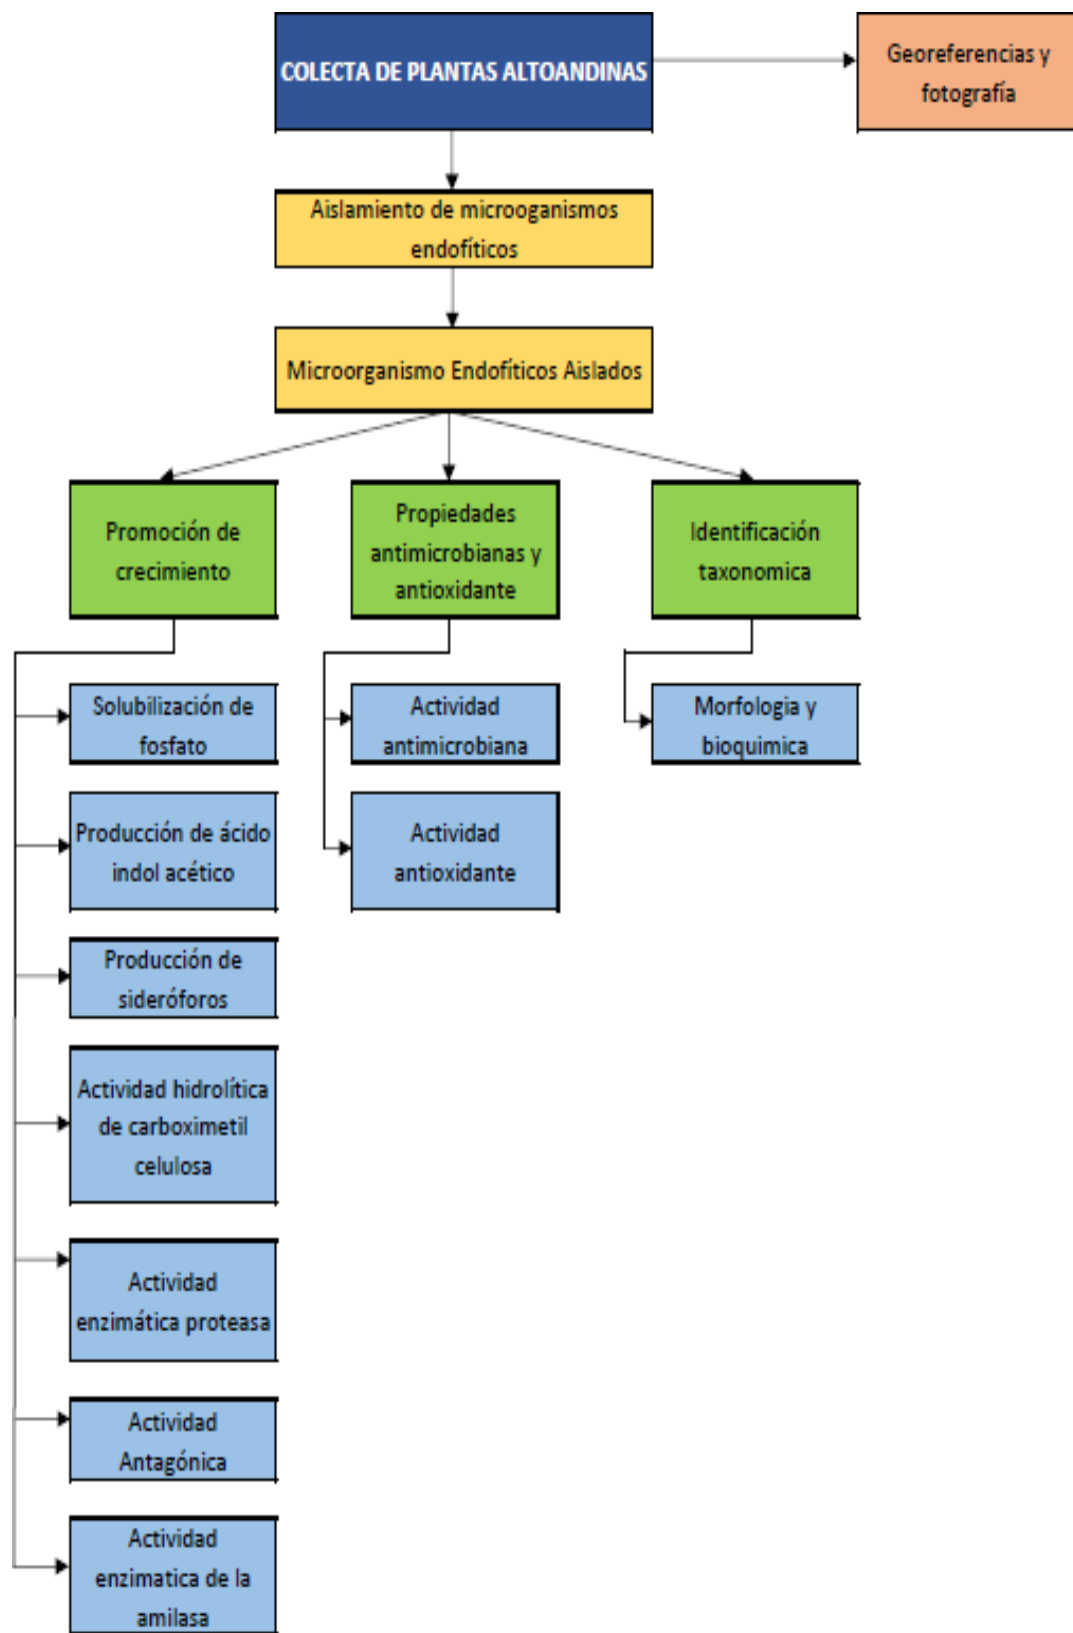 COLECTA DE PLANTAS ALTOANDINAS
Georeferencias y
fotografía
Aislamiento de microoganismos
endofíticos
Microorganismo Endofíticos Aislados
Promoción de
crecimiento
Propiedades
antimicrobianas y
antioxidante
Identificación
taxonomica
Solubilización de
fosfato
Producción de ácido
indol acético
Producción de
sideróforos
Actividad hidrolítica
de carboximetil
celulosa
Actividad
enzimática proteasa
Actividad
Antagónica
Actividad
enzimatica de la
amilasa
Actividad
antimicrobiana
Actividad
antioxidante
Morfologia y
bioquimica